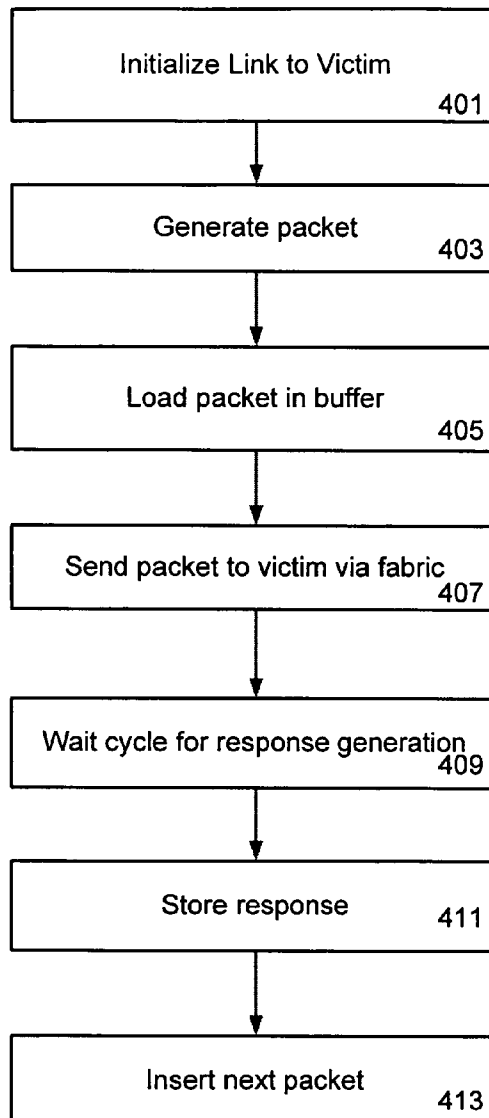 Initialize Link to Victim
401
Generate packet
403
Load packet in buffer
405
Send packet to victim via fabric
407
Wait cycle for response generation
409
Store response
411
Insert next packet
413